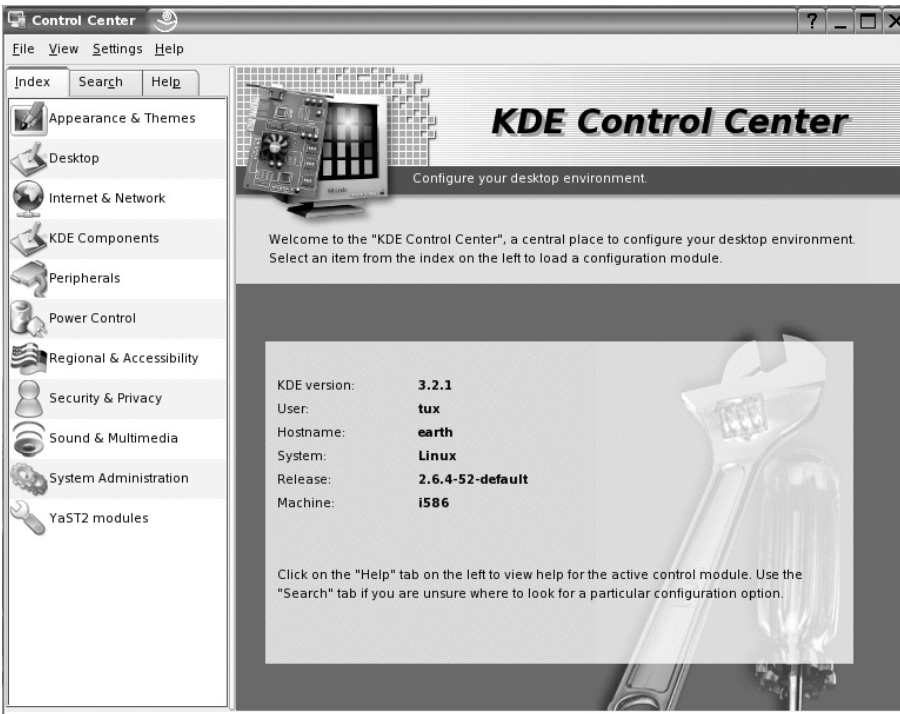 Control Center
?
File View Settings Help
Index Search Help
Appearance & Themes
Desktop
Internet & Network
KDE Components
Peripherals
Power Control
Regional & Accessibility
Security & Privacy
Sound & Multimedia
System Administration
YaST2 modules
KDE Control Center
Configure your desktop environment.
Welcome to the "KDE Control Center", a central place to configure your desktop environment.
Select an item from the index on the left to load a configuration module.
KDE version: 3.2.1
User: tux
Hostname: earth
System: Linux
Release: 2.6.4-52-default
Machine: i586
Click on the "Help" tab on the left to view help for the active control module. Use the
"Search" tab if you are unsure where to look for a particular configuration option.